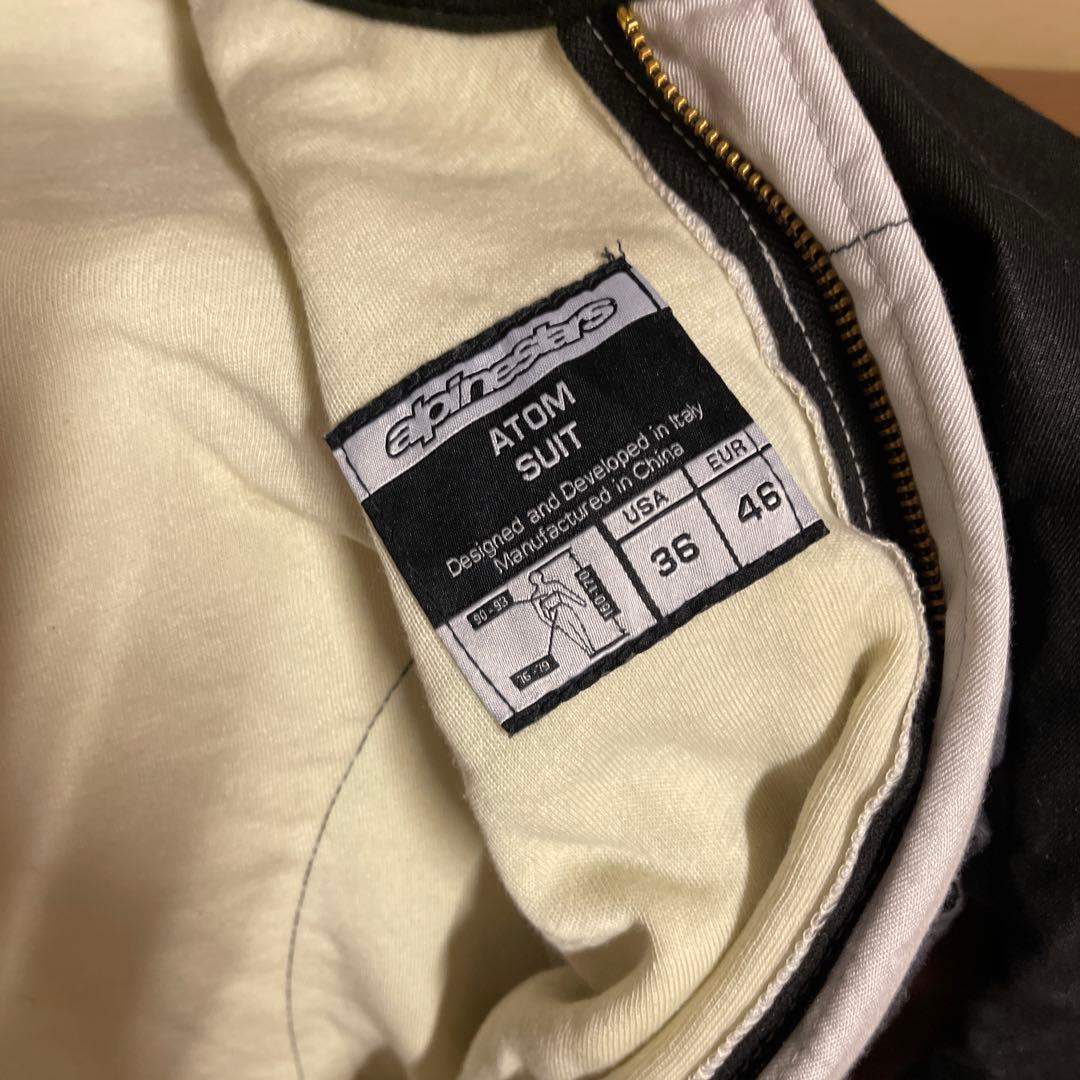 alpinestars
ATOM
SUIT
Designed and Developed in Italy
Manufactured in China
USA EUR
36 46
90-93
160-170
76-79